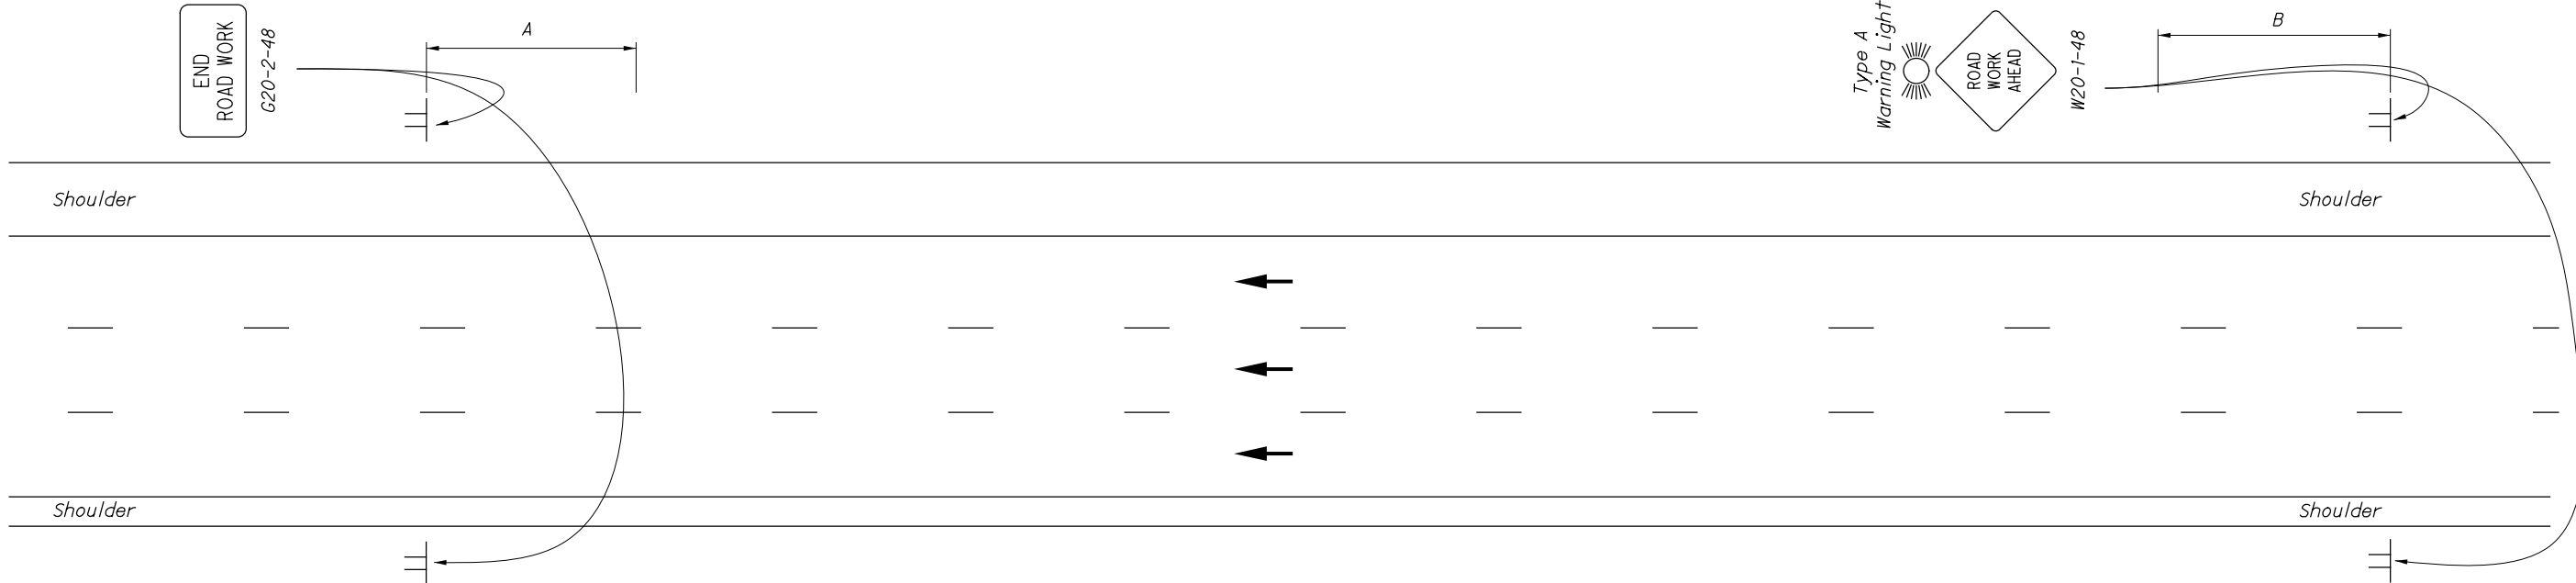 END
ROAD WORK
G20-2-48
A
Type A
Warning Light
ROAD
WORK
AHEAD
W20-1-48
B
Shoulder
Shoulder
Shoulder
Shoulder